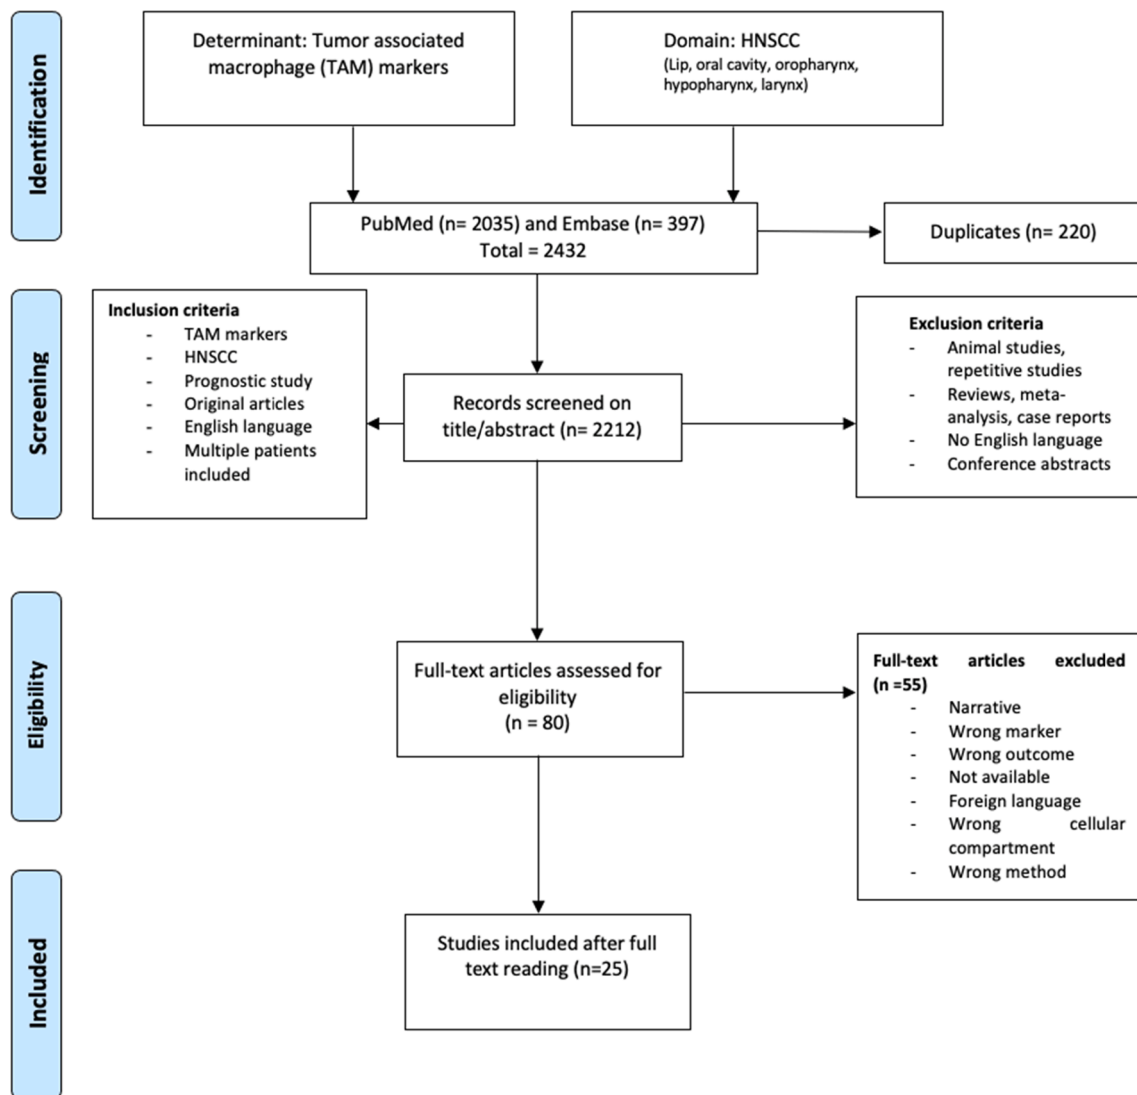 Identification
Determinant: Tumor associated
macrophage (TAM) markers
Domain: HNSCC
(Lip, oral cavity, oropharynx,
hypopharynx, larynx)
PubMed (n= 2035) and Embase (n= 397)
Total = 2432
Duplicates (n= 220)
Screening
Inclusion criteria
- TAM markers
- HNSCC
- Prognostic study
- Original articles
- English language
- Multiple patients
included
Records screened on
title/abstract (n= 2212)
Exclusion criteria
- Animal studies,
repetitive studies
- Reviews, meta-
analysis, case reports
- No English language
- Conference abstracts
Eligibility
Full-text articles assessed for
eligibility
(n = 80)
Full-text articles excluded
(n =55)
- Narrative
- Wrong marker
- Wrong outcome
- Not available
- Foreign language
- Wrong cellular
compartment
- Wrong method
Included
Studies included after full
text reading (n=25)